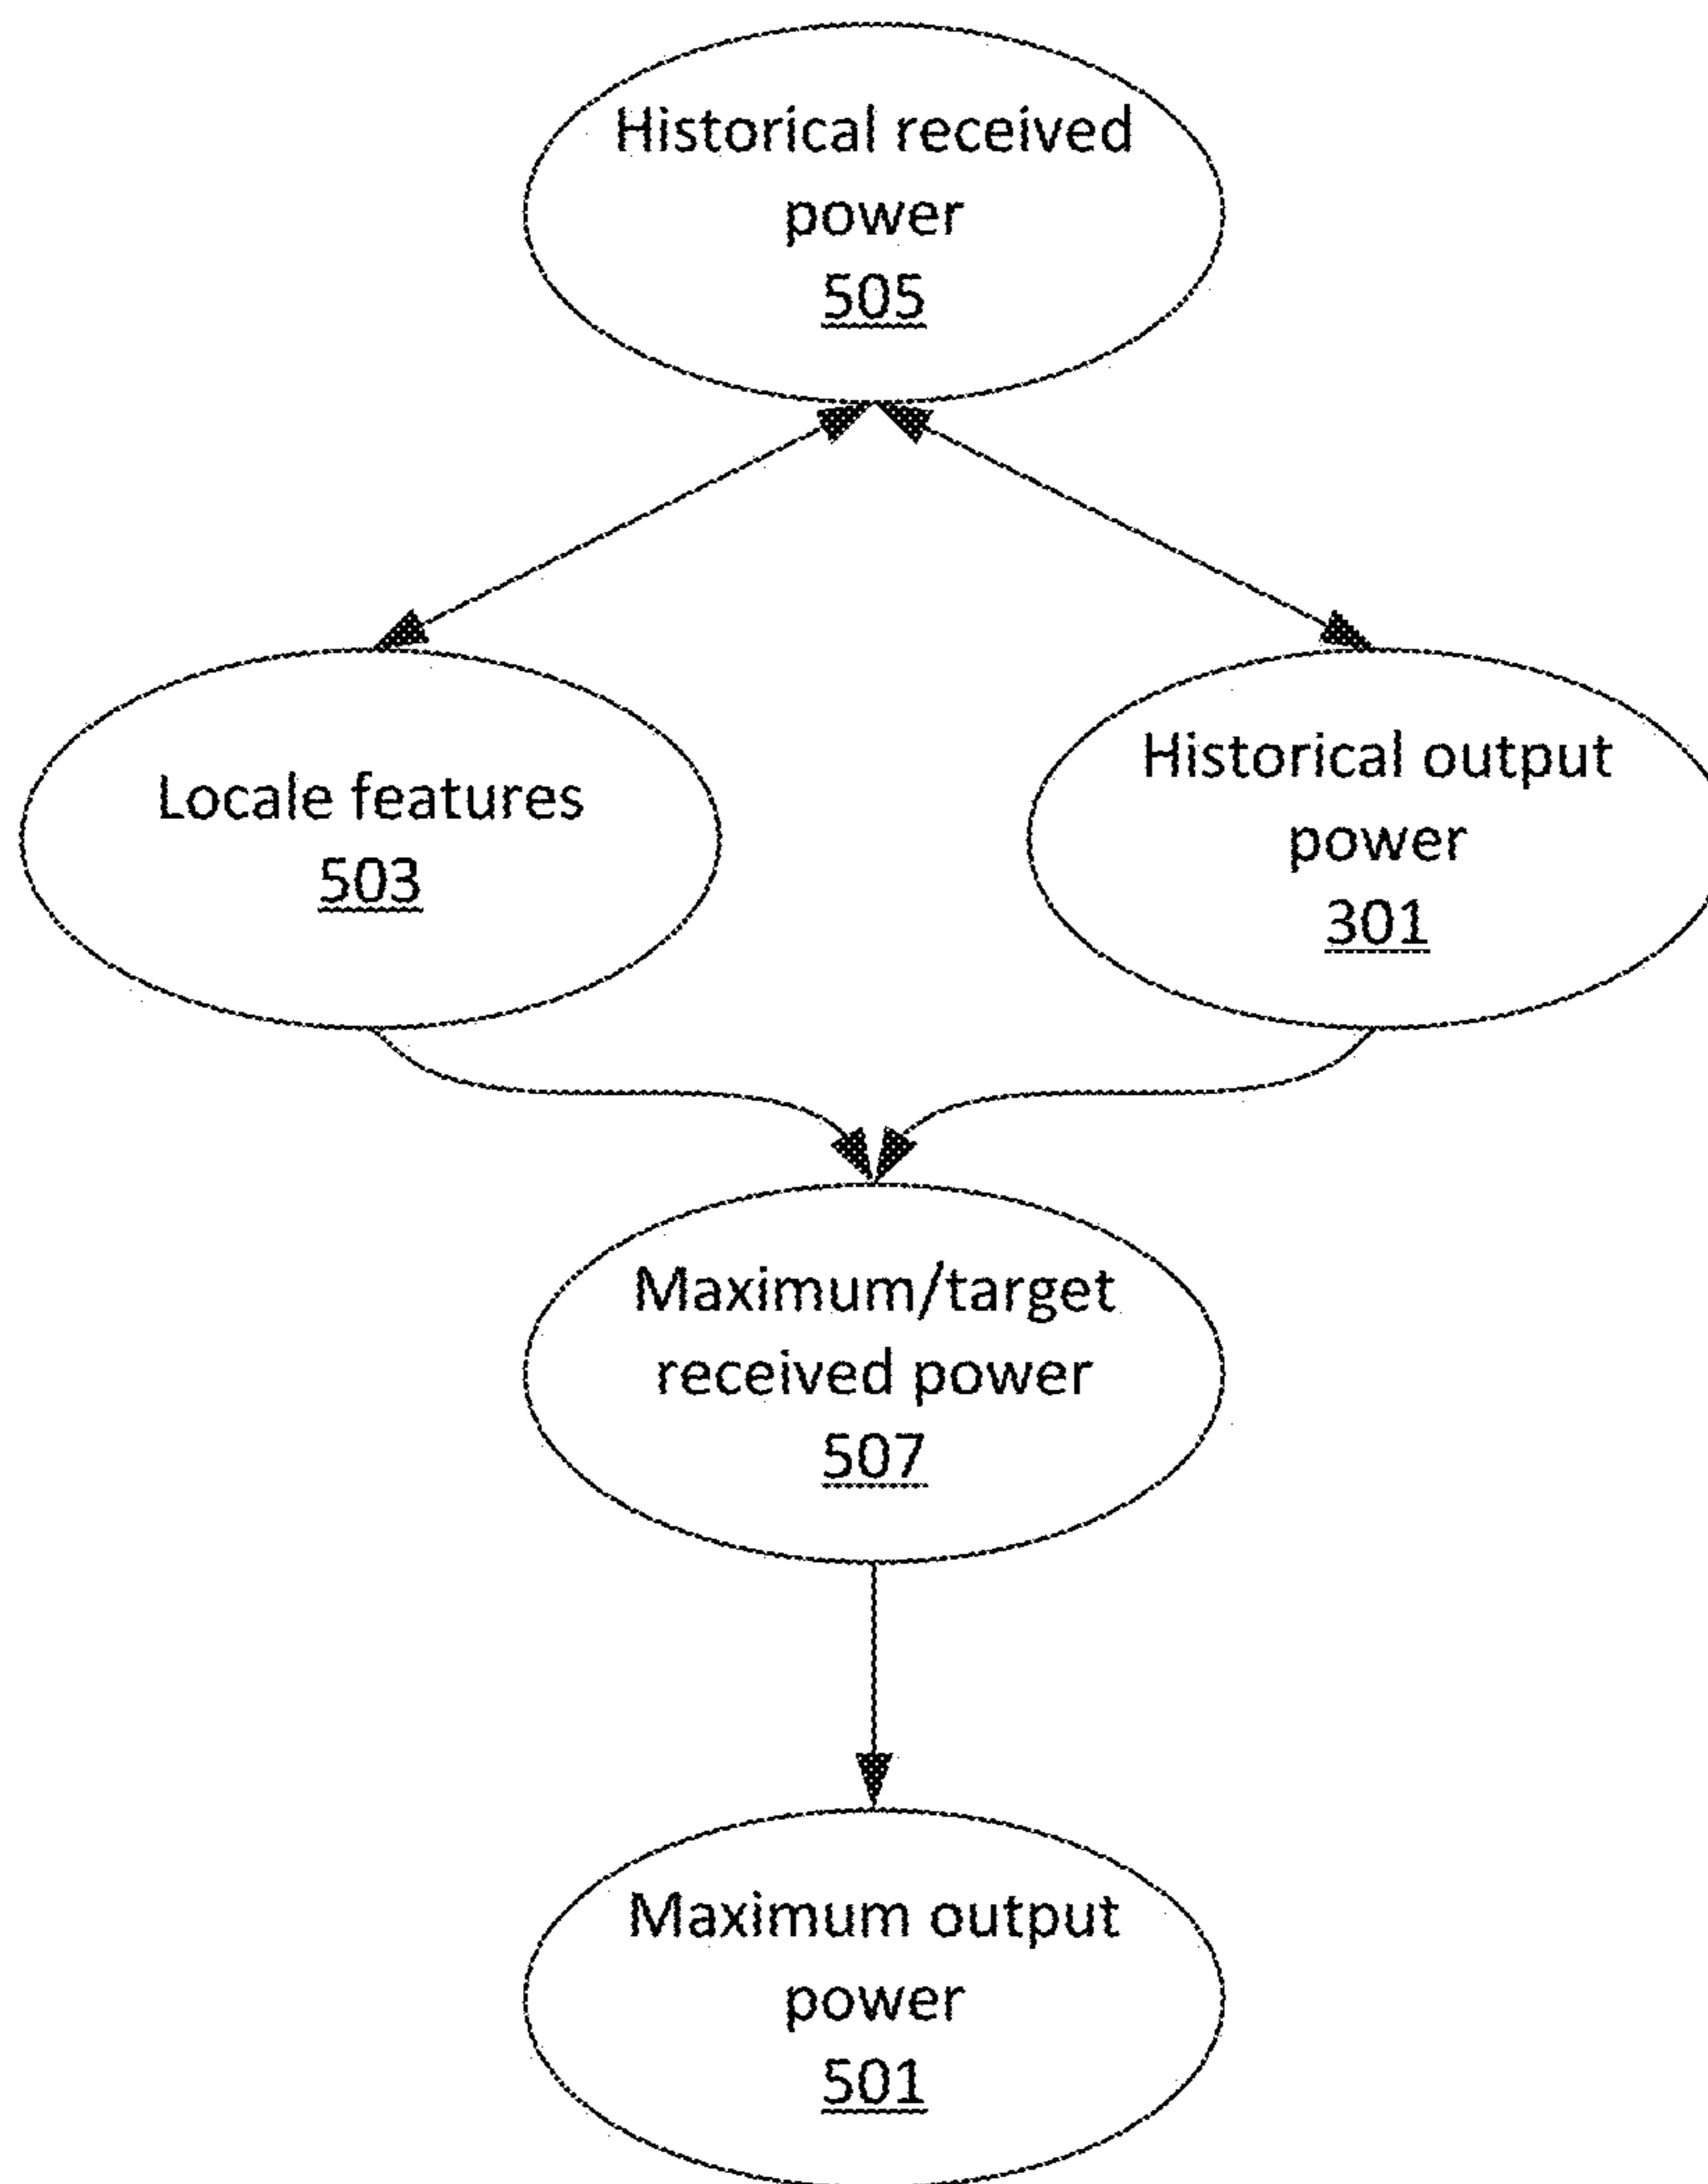 Historical received
power
505
Locale features
503
Historical output
power
301
Maximum/target
received power
507
Maximum output
power
501